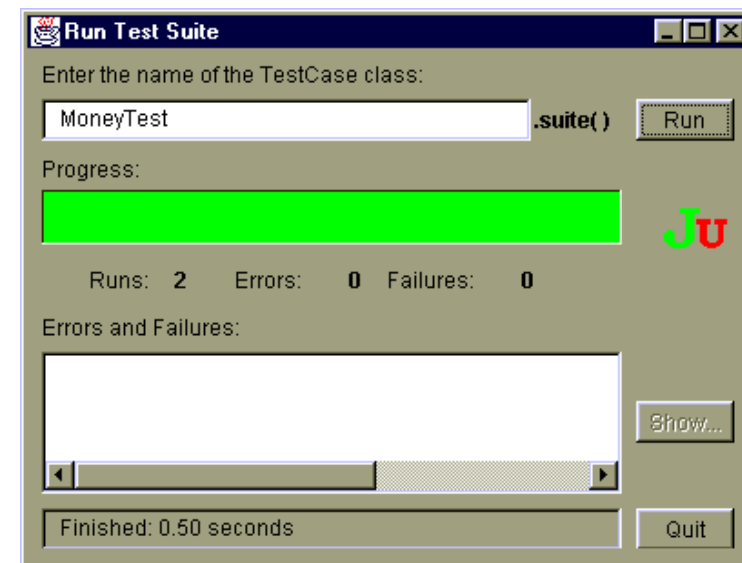 Run Test Suite
Enter the name of the TestCase class:
MoneyTest .suite( ) Run
Progress:
JU
Runs: 2 Errors: 0 Failures: 0
Errors and Failures:
Show...
Finished: 0.50 seconds Quit